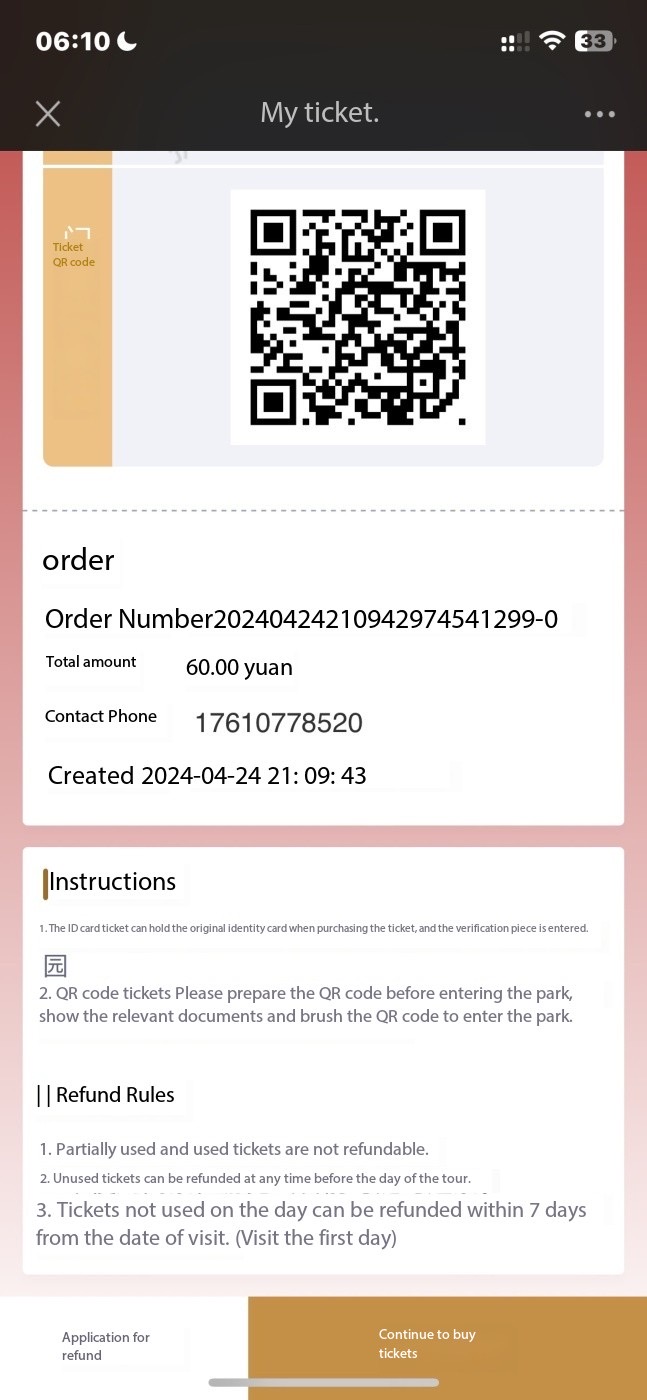 06:10
33
My ticket.
Ticket
QR code
order
Order Number20240424210942974541299-0
Total amount
60.00 yuan
Contact Phone
17610778520
Created 2024-04-24 21: 09: 43
Instructions
1. The ID card ticket can hold the original identity card when purchasing the ticket, and the verification piece is entered.
园
2. QR code tickets Please prepare the QR code before entering the park,
show the relevant documents and brush the QR code to enter the park.
|| Refund Rules
1. Partially used and used tickets are not refundable.
2. Unused tickets can be refunded at any time before the day of the tour.
3. Tickets not used on the day can be refunded within 7 days
from the date of visit. (Visit the first day)
Application for
refund
Continue to buy
tickets